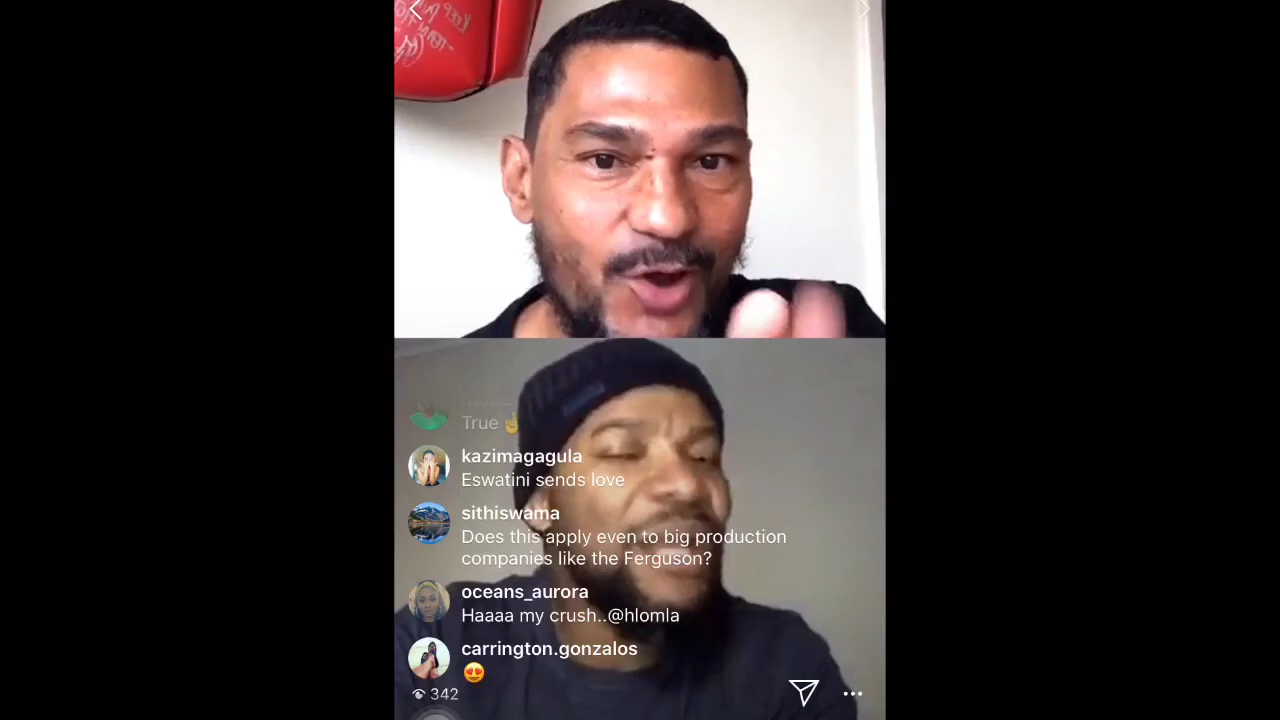 KEEP
True ☝
kazimagagula
Eswatini sends love
sithiswama
Does this apply even to big production
companies like the Ferguson?
oceans_aurora
Haaaa my crush..@hlomla
carrington.gonzalos
😍
342